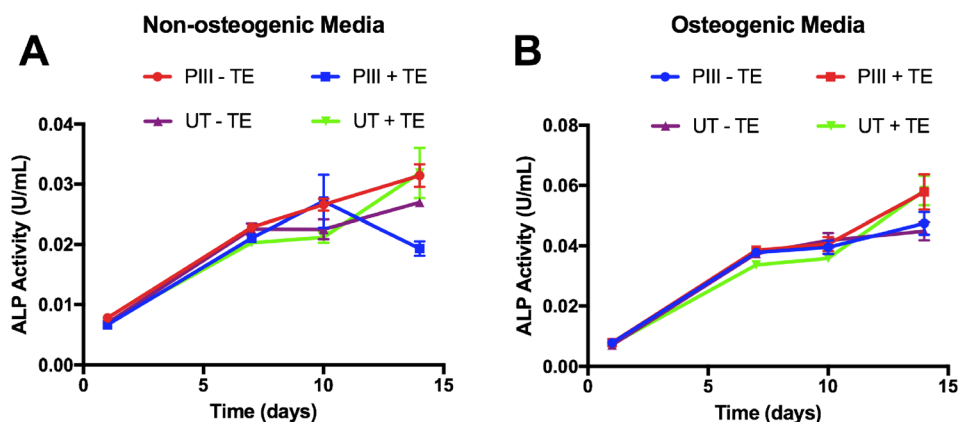 A
Non-osteogenic Media
PIII - TE
PIII + TE
UT - TE
UT + TE
ALP Activity (U/mL)
0.04
0.03
0.02
0.01
0.00
0
5
10
15
Time (days)
B
Osteogenic Media
PIII - TE
PIII + TE
UT - TE
UT + TE
ALP Activity (U/mL)
0.08
0.06
0.04
0.02
0.00
0
5
10
15
Time (days)